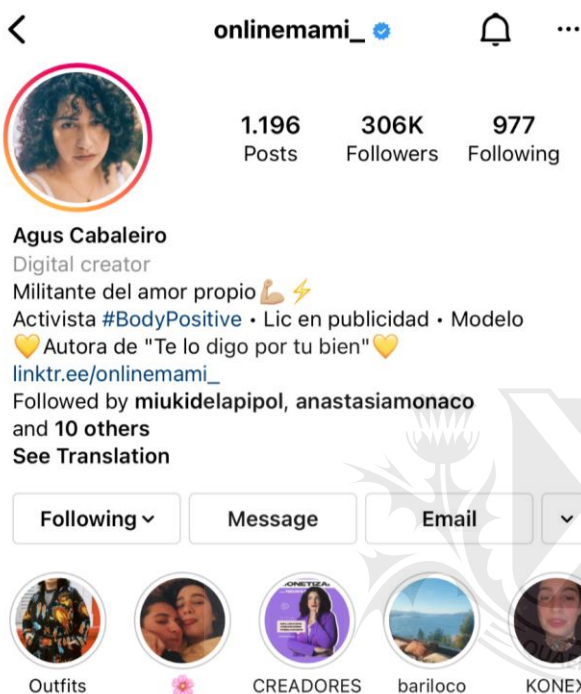 onlinemami_
1.196 306K 977
Posts Followers Following
Agus Cabaleiro
Digital creator
Militante del amor propio💪🏼⚡
Activista #BodyPositive • Lic en publicidad • Modelo
💛Autora de "Te lo digo por tu bien"💛
linktr.ee/onlinemami_
Followed by miukidelapipol, anastasiamonaco
and 10 others
See Translation
Following Message Email
Outfits 🌸 CREADORES bariloco KONEX